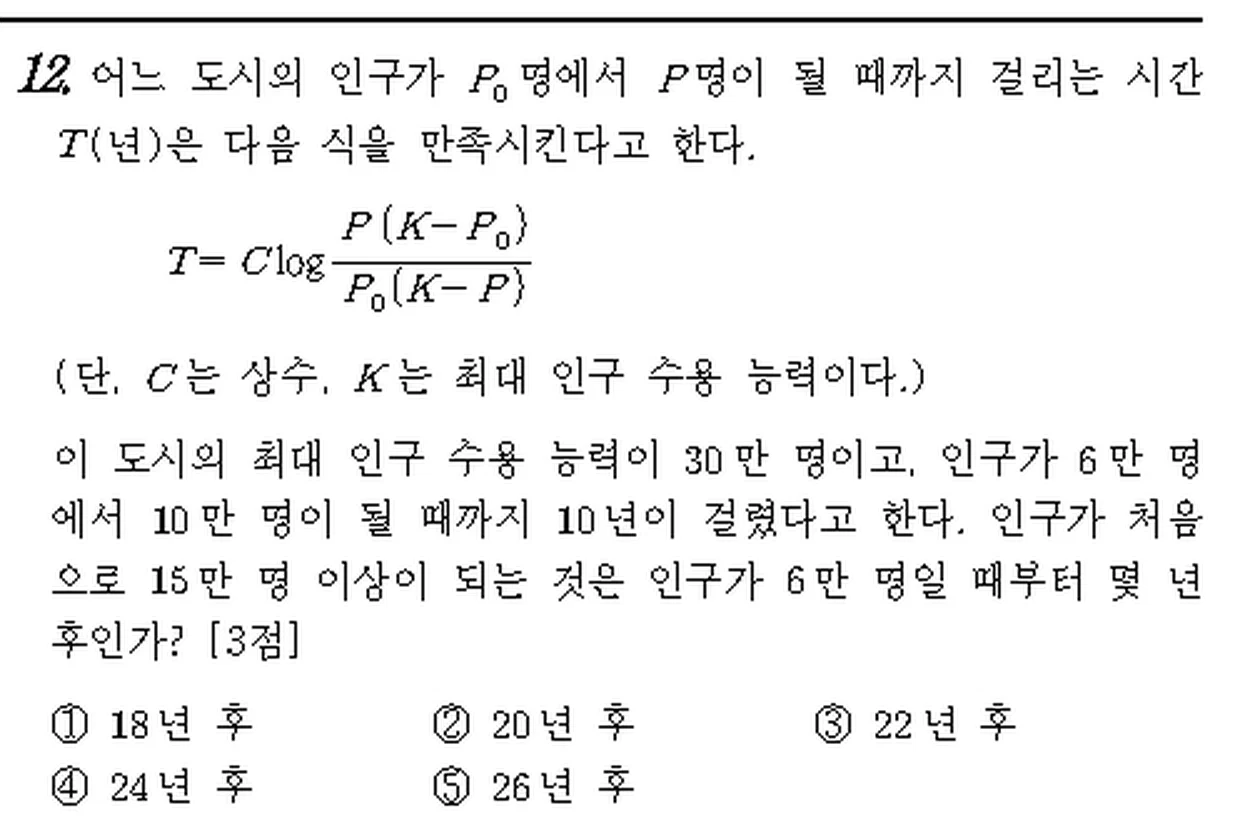 12. 어느 도시의 인구가 P₀명에서 P명이 될 때까지 걸리는 시간
T(년)은 다음 식을 만족시킨다고 한다.
T= Clog P(K−P₀) / P₀(K−P)
(단, C는 상수, K는 최대 인구 수용 능력이다.)
이 도시의 최대 인구 수용 능력이 30만 명이고, 인구가 6만 명
에서 10만 명이 될 때까지 10년이 걸렸다고 한다. 인구가 처음
으로 15만 명 이상이 되는 것은 인구가 6만 명일 때부터 몇 년
후인가? [3점]
① 18년 후 ② 20년 후 ③ 22년 후
④ 24년 후 ⑤ 26년 후